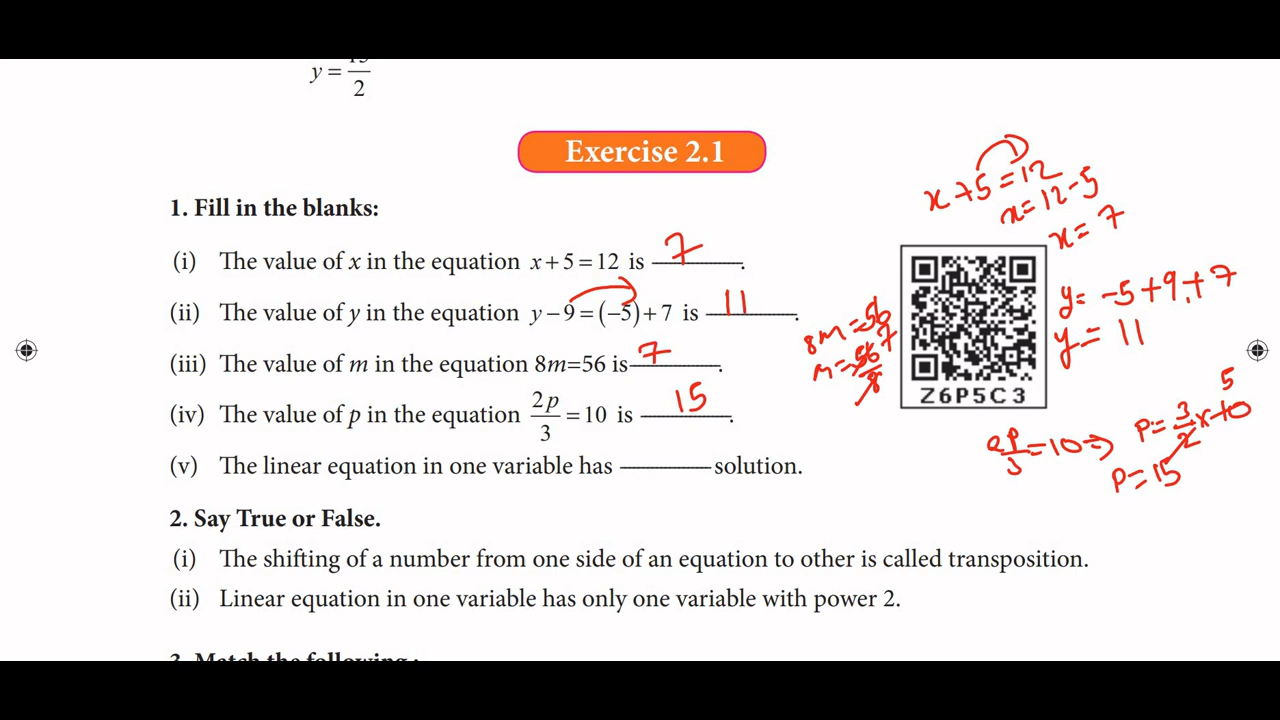 y = 15/2
Exercise 2.1
1. Fill in the blanks:
(i) The value of x in the equation x + 5 = 12 is 7.
(ii) The value of y in the equation y − 9 = (−5) + 7 is 11.
(iii) The value of m in the equation 8m=56 is 7.
(iv) The value of p in the equation 2p/3 = 10 is 15.
(v) The linear equation in one variable has ——— solution.
2. Say True or False.
(i) The shifting of a number from one side of an equation to other is called transposition.
(ii) Linear equation in one variable has only one variable with power 2.
3. Match the following :
x + 5 = 12
x = 12 - 5
x = 7
Z6P5C3
y = -5 + 9 + 7
y = 11
8m = 56
m = 56/8 7
2p/3 = 10 ⇒ p = 3/2 x 10 5
p = 15